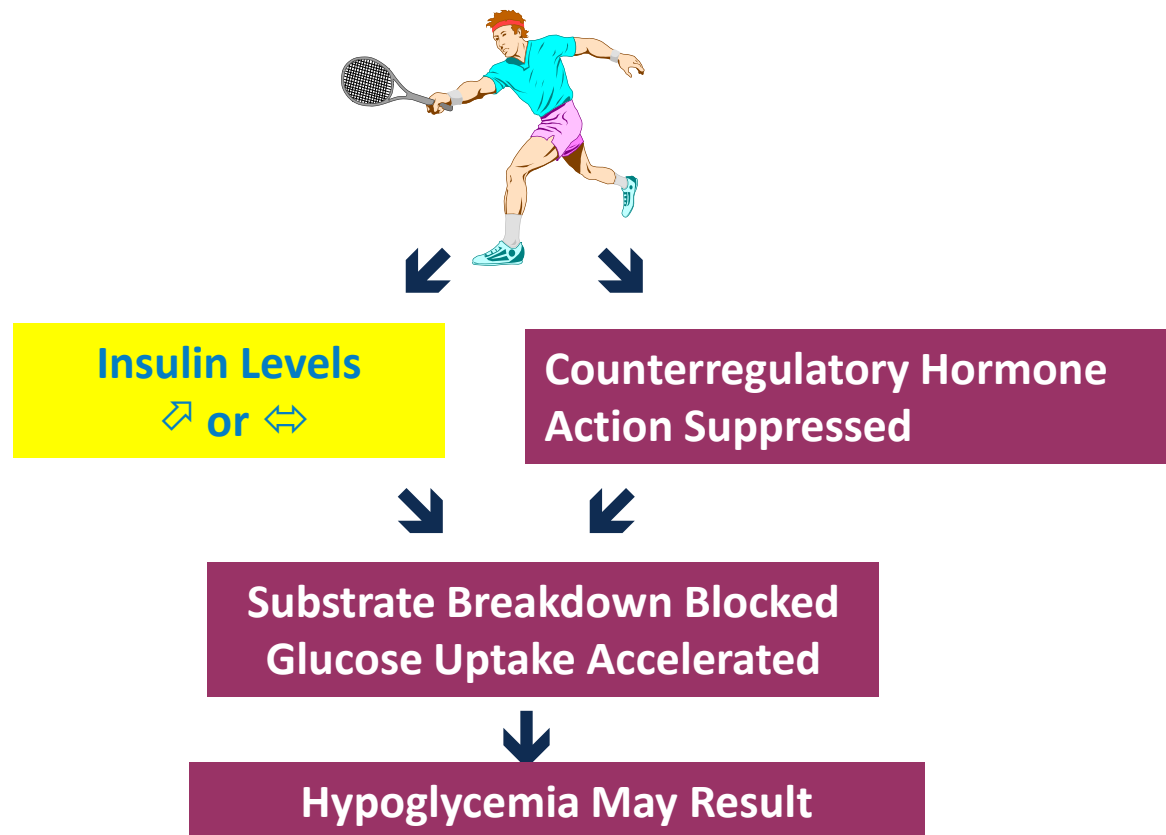 Insulin Levels
⬀ or ⬄
Counterregulatory Hormone
Action Suppressed
Substrate Breakdown Blocked
Glucose Uptake Accelerated
Hypoglycemia May Result